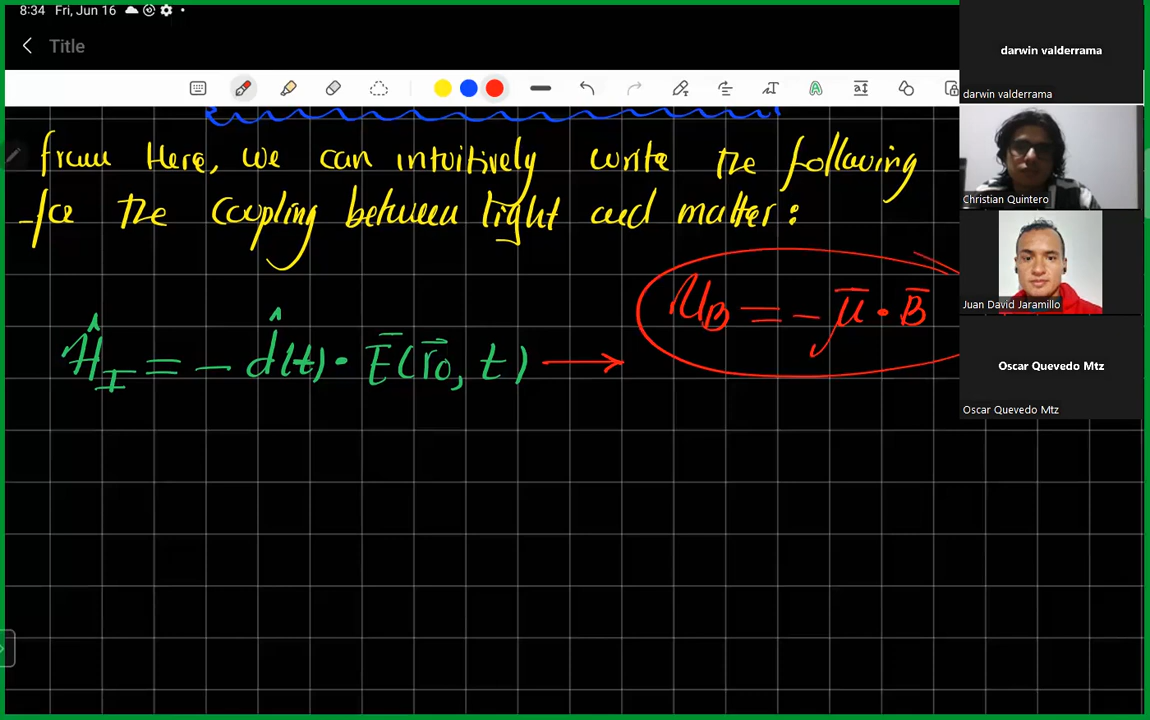 8:34 Fri, Jun 16
Title
from Here, we can intuitively write the following
for the coupling between light and matter:
Ĥ_I = - d̂(t) · E̅(r̅0, t) → U_B = - μ̅ · B̅
darwin valderrama
darwin valderrama
Christian Quintero
Juan David Jaramillo
Oscar Quevedo Mtz
Oscar Quevedo Mtz